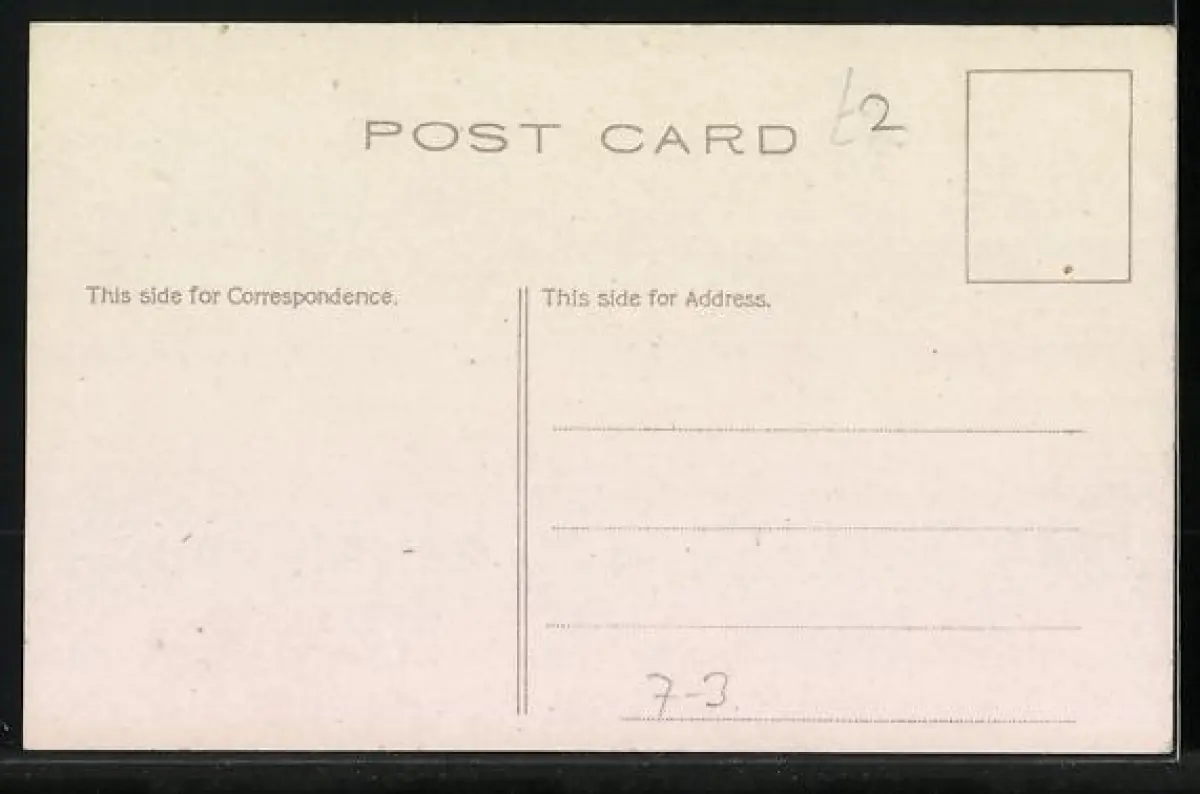 POST CARD
£2
This side for Correspondence.
This side for Address.
7-3